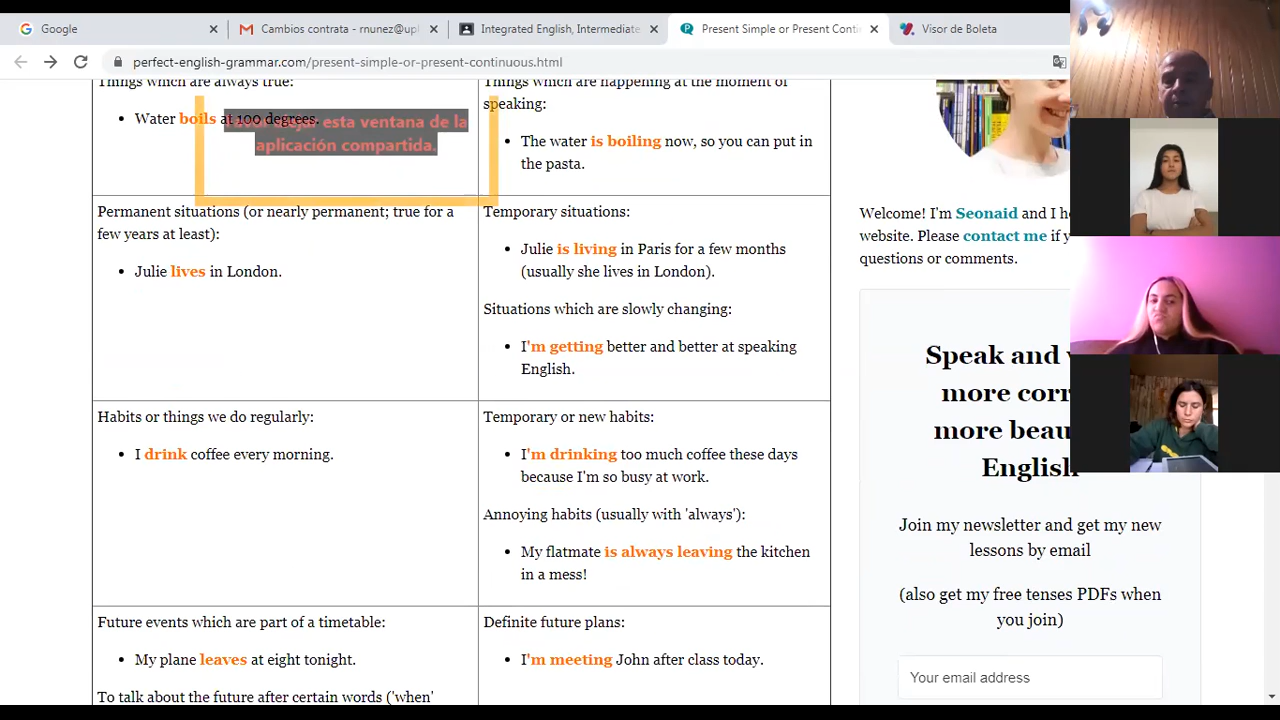 Google
Cambios contrata - rnunez@upl
Integrated English, Intermediate
Present Simple or Present Conti
Visor de Boleta
perfect-english-grammar.com/present-simple-or-present-continuous.html
Things which are always true:
Water boils at 100 degrees.
esta ventana de la
aplicación compartida.
Things which are happening at the moment of
speaking:
The water is boiling now, so you can put in
the pasta.
Permanent situations (or nearly permanent; true for a
few years at least):
Julie lives in London.
Temporary situations:
Julie is living in Paris for a few months
(usually she lives in London).
Situations which are slowly changing:
I'm getting better and better at speaking
English.
Habits or things we do regularly:
I drink coffee every morning.
Temporary or new habits:
I'm drinking too much coffee these days
because I'm so busy at work.
Annoying habits (usually with 'always'):
My flatmate is always leaving the kitchen
in a mess!
Future events which are part of a timetable:
My plane leaves at eight tonight.
To talk about the future after certain words ('when'
Definite future plans:
I'm meeting John after class today.
Welcome! I'm Seonaid and I h
website. Please contact me if y
questions or comments.
Speak and
more corr
more beau
English
Join my newsletter and get my new
lessons by email
(also get my free tenses PDFs when
you join)
Your email address